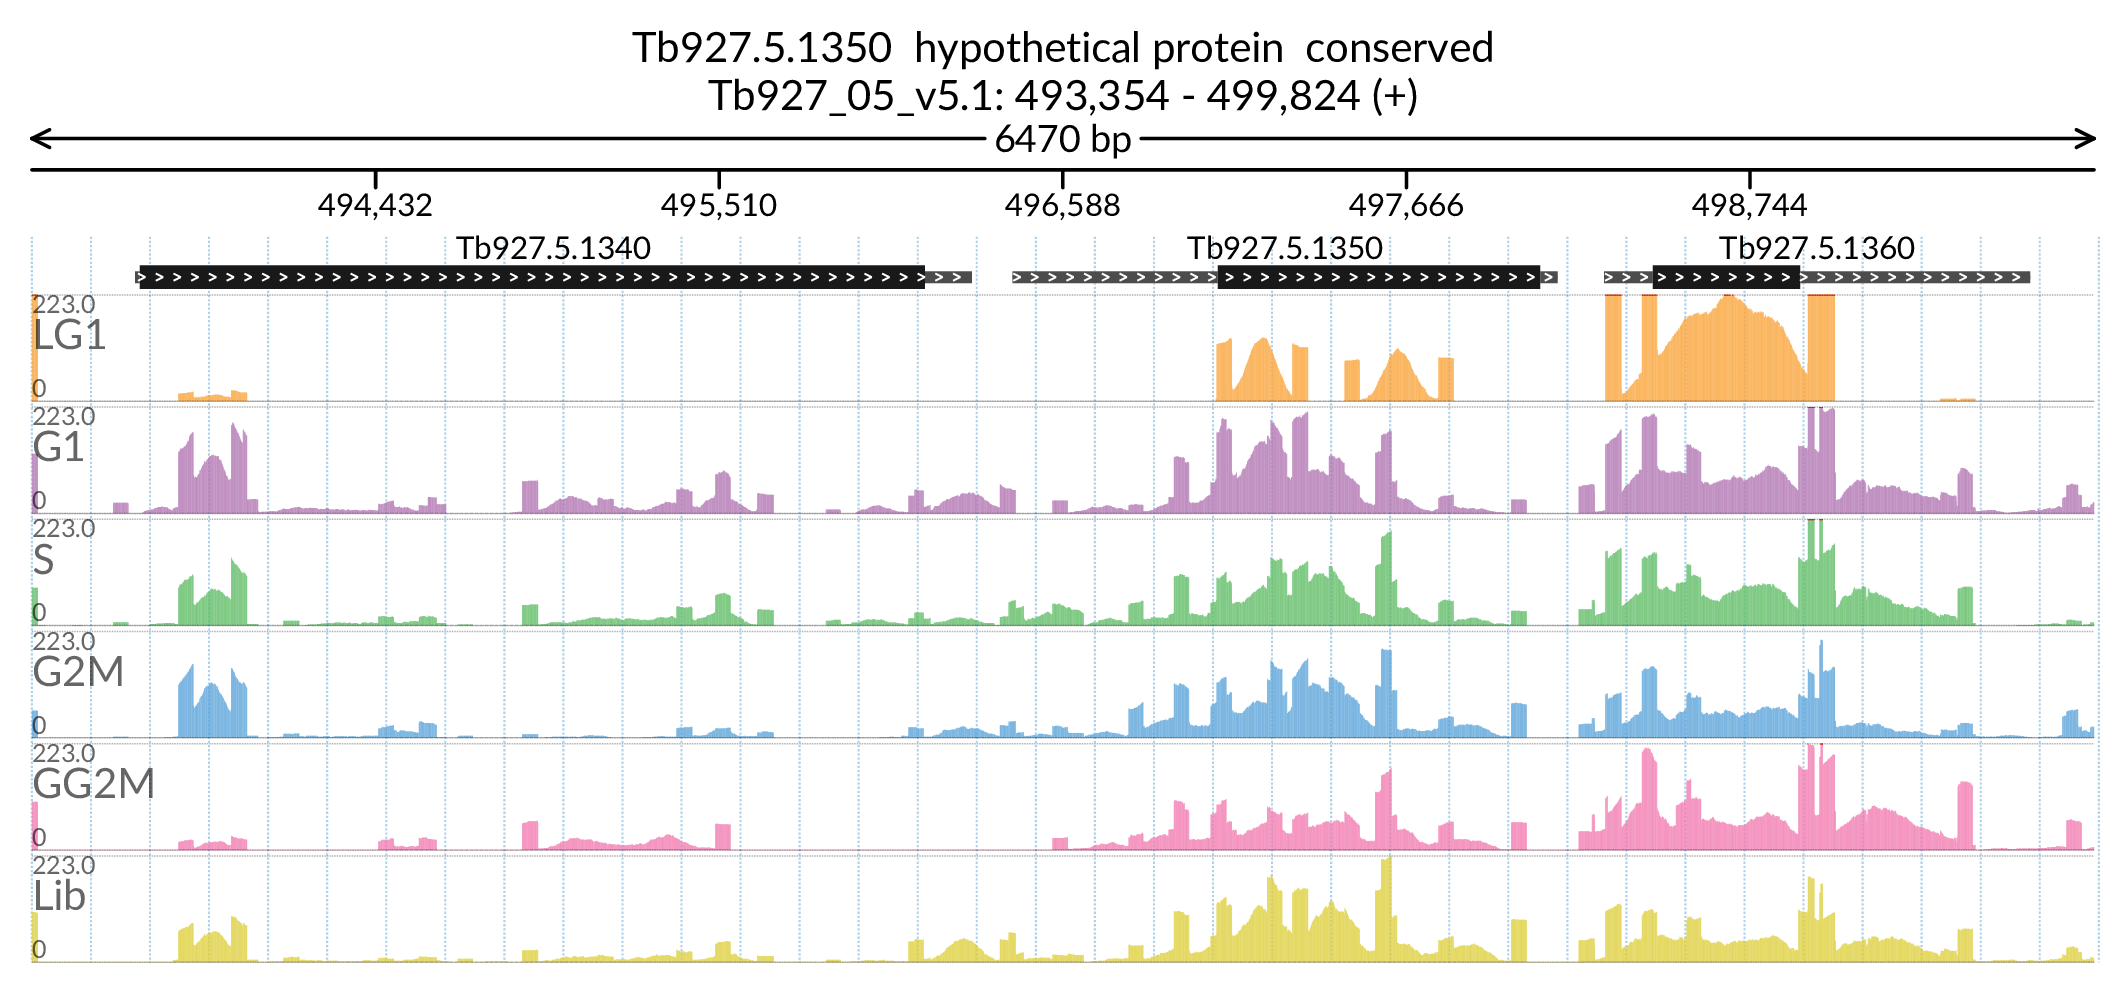 Tb927.5.1350  hypothetical protein  conserved
Tb927_05_v5.1: 493,354 - 499,824 (+)
6470 bp
494,432 495,510 496,588 497,666 498,744
Tb927.5.1340 Tb927.5.1350 Tb927.5.1360
223.0
LG1
0
223.0
G1
0
223.0
S
0
223.0
G2M
0
223.0
GG2M
0
223.0
Lib
0